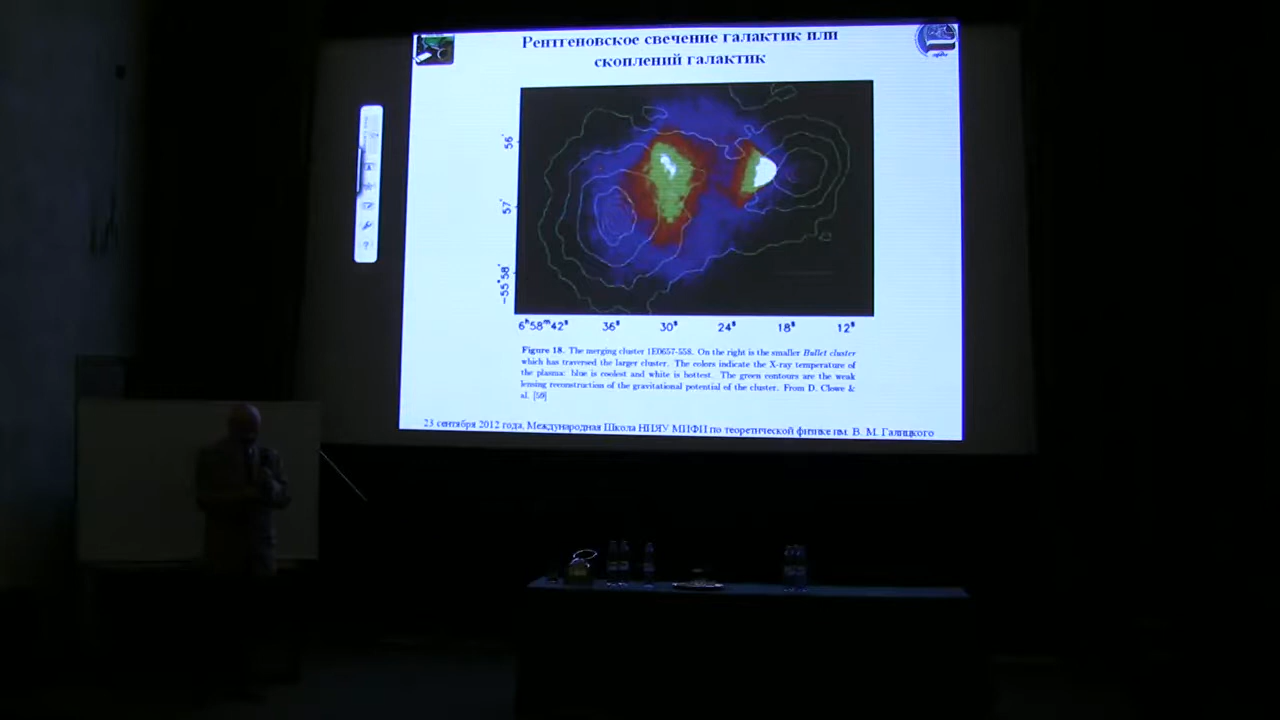 Рентгеновское свечение галактик или
скоплений галактик
56'
57'
-55°58'
6ʰ58ᵐ42ˢ 36ˢ 30ˢ 24ˢ 18ˢ 12ˢ
Figure 18. The merging cluster 1E0657-558. On the right is the smaller Bullet cluster
which has traversed the larger cluster. The colors indicate the X-ray temperature of
the plasma: blue is coolest and white is hottest. The green contours are the weak
lensing reconstruction of the gravitational potential of the cluster. From D. Clowe &
al. [59]
23 сентября 2012 года, Международная Школа НИЯУ МИФИ по теоретической физике им. В. М. Галицкого